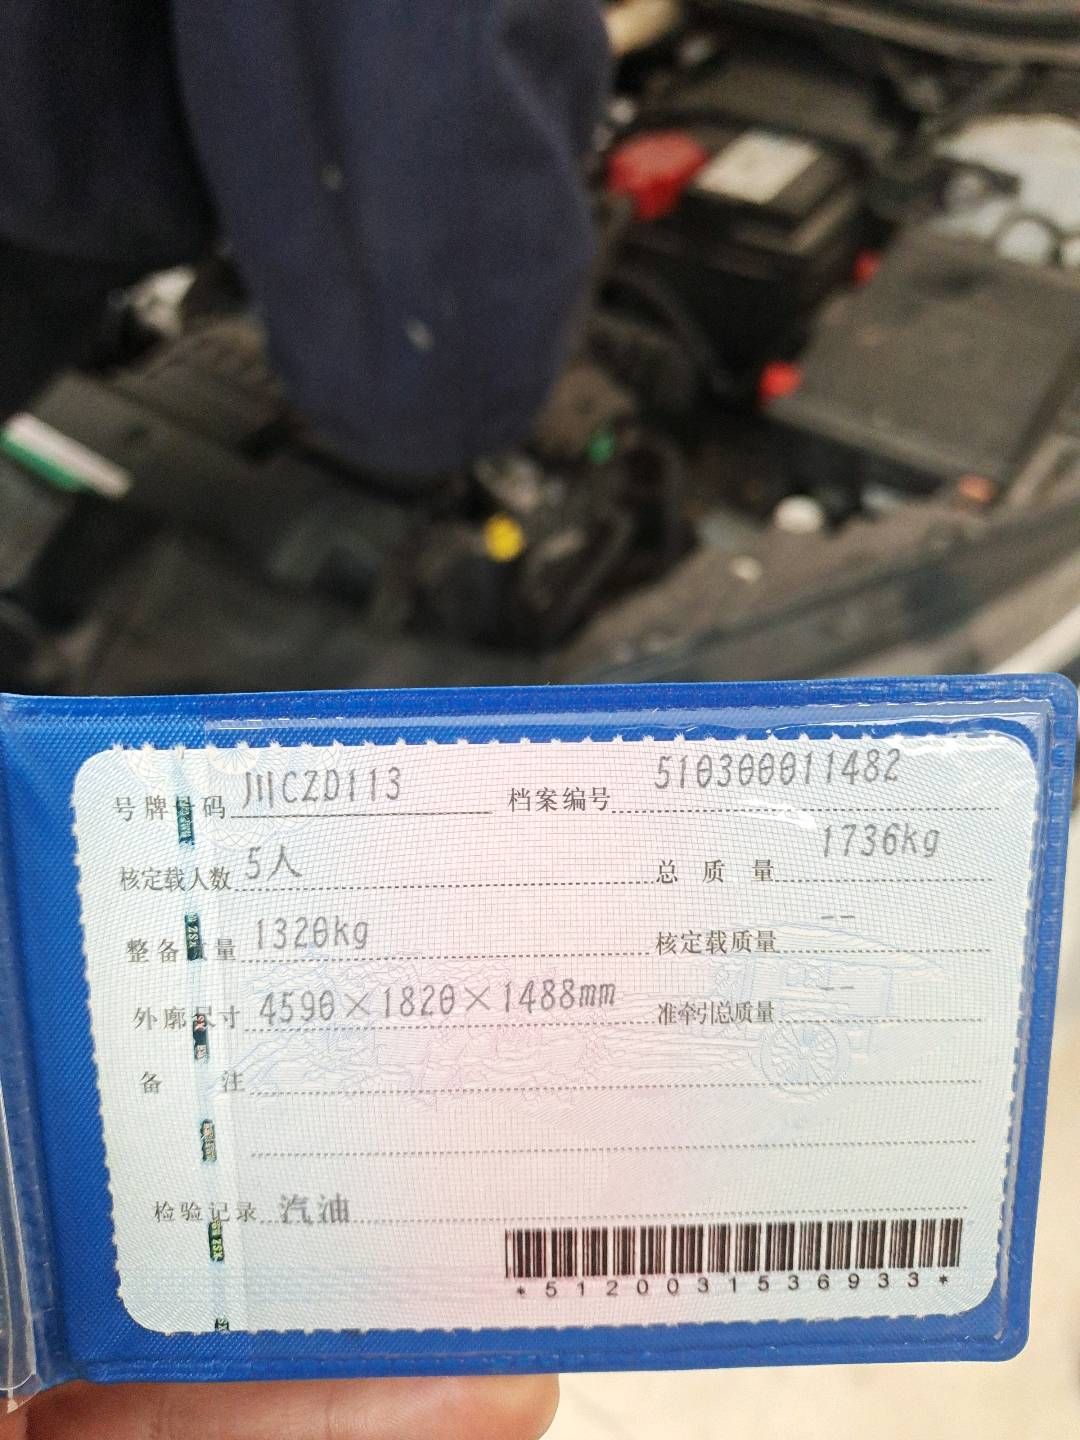 号牌号码 川CZD113 档案编号 510300011482
核定载人数 5人 总质量 1736kg
整备质量 1320kg 核定载质量 --
外廓尺寸 4590×1820×1488mm 准牵引总质量 --
备注
检验记录 汽油
*5120031536933*